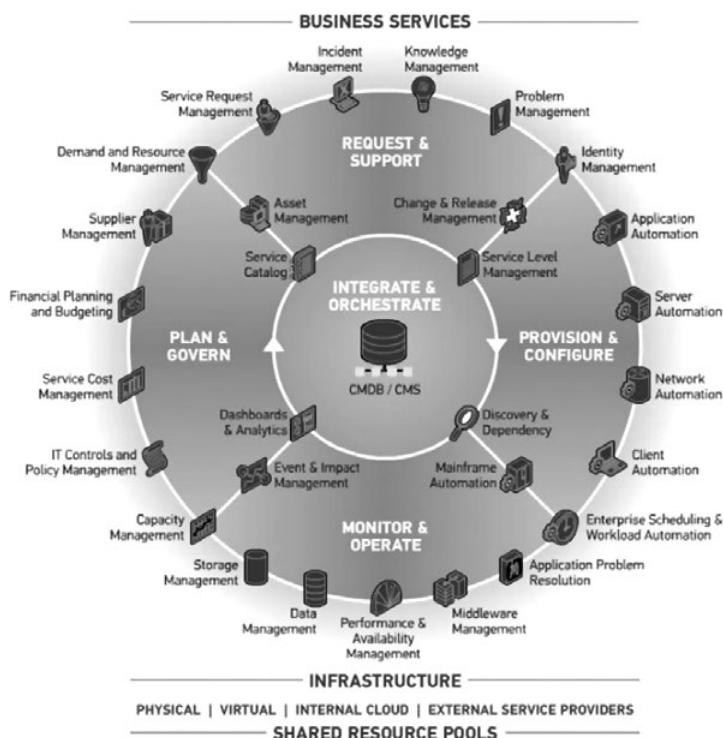 BUSINESS SERVICES
Incident
Management
Knowledge
Management
Service Request
Management
Problem
Management
REQUEST &
SUPPORT
Demand and Resource
Management
Identity
Management
Asset
Management
Change & Release
Management
Supplier
Management
Application
Automation
Service
Catalog
Service Level
Management
INTEGRATE &
ORCHESTRATE
Financial Planning
and Budgeting
Server
Automation
PLAN &
GOVERN
PROVISION &
CONFIGURE
CMDB / CMS
Service Cost
Management
Network
Automation
Dashboards
& Analytics
Discovery &
Dependency
IT Controls and
Policy Management
Client
Automation
Event & Impact
Management
Mainframe
Automation
Capacity
Management
MONITOR &
OPERATE
Enterprise Scheduling &
Workload Automation
Storage
Management
Application Problem
Resolution
Data
Management
Performance &
Availability
Management
Middleware
Management
INFRASTRUCTURE
PHYSICAL | VIRTUAL | INTERNAL CLOUD | EXTERNAL SERVICE PROVIDERS
SHARED RESOURCE POOLS